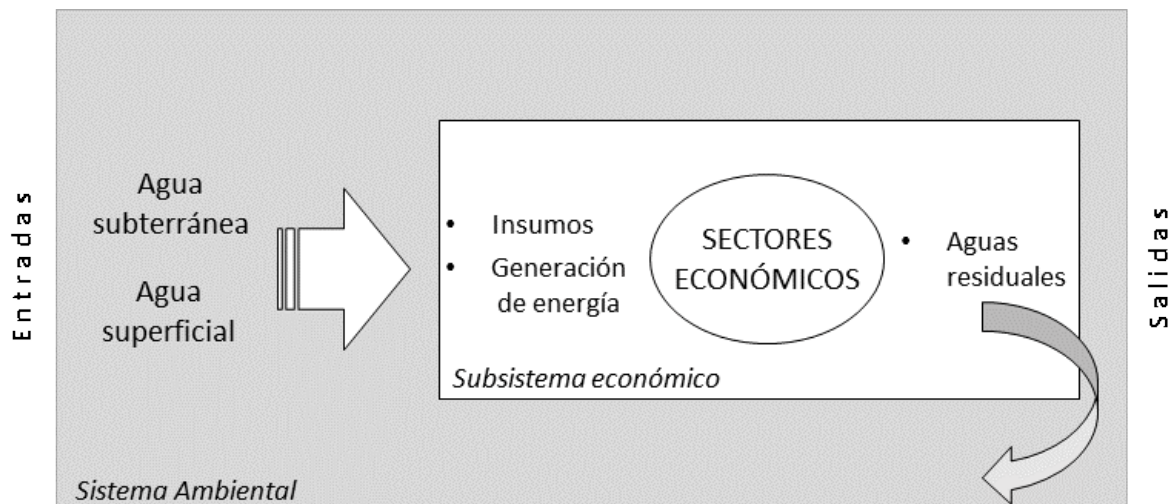 Entradas
Agua
subterránea
Agua
superficial
• Insumos
• Generación
de energía
SECTORES
ECONÓMICOS
• Aguas
residuales
Subsistema económico
Sistema Ambiental
Salidas